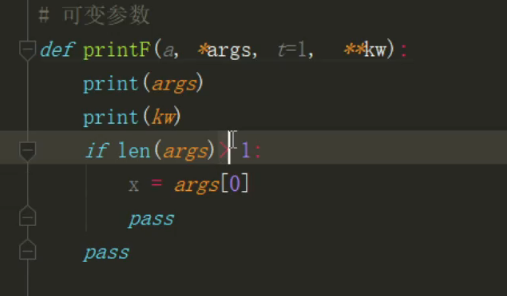 # 可变参数
def printF(a, *args, t=1, **kw):
    print(args)
    print(kw)
    if len(args)> 1:
        x = args[0]
        pass
    pass